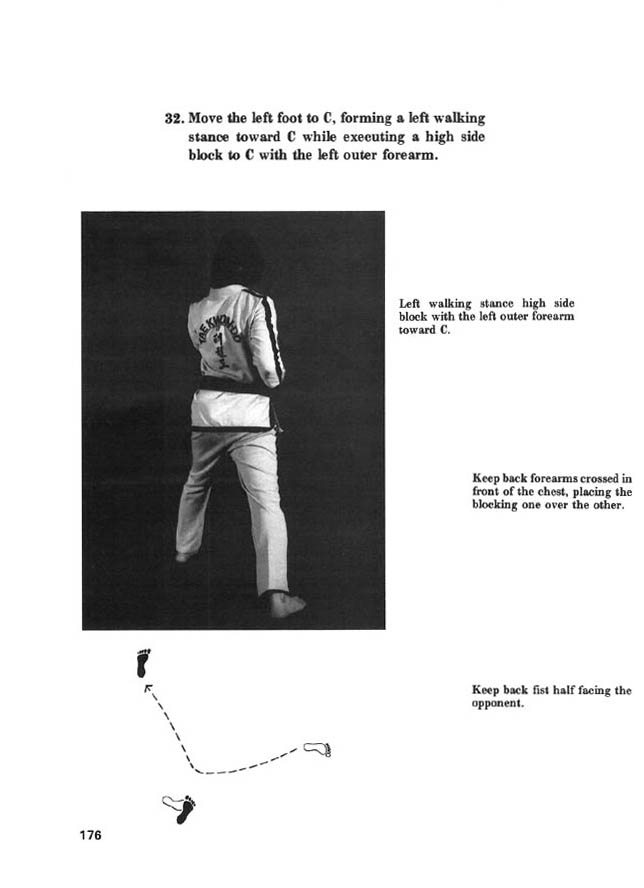 32. Move the left foot to C, forming a left walking
stance toward C while executing a high side
block to C with the left outer forearm.
TAEKWONDO
Left walking stance high side
block with the left outer forearm
toward C.
Keep back forearms crossed in
front of the chest, placing the
blocking one over the other.
Keep back fist half facing the
opponent.
176